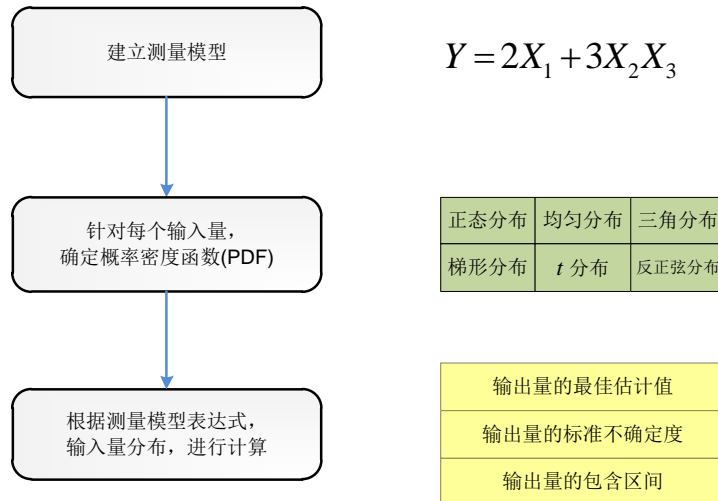 建立测量模型
Y = 2X₁ + 3X₂X₃
针对每个输入量，
确定概率密度函数(PDF)
正态分布 均匀分布 三角分布
梯形分布 t 分布 反正弦分布
根据测量模型表达式，
输入量分布，进行计算
输出量的最佳估计值
输出量的标准不确定度
输出量的包含区间